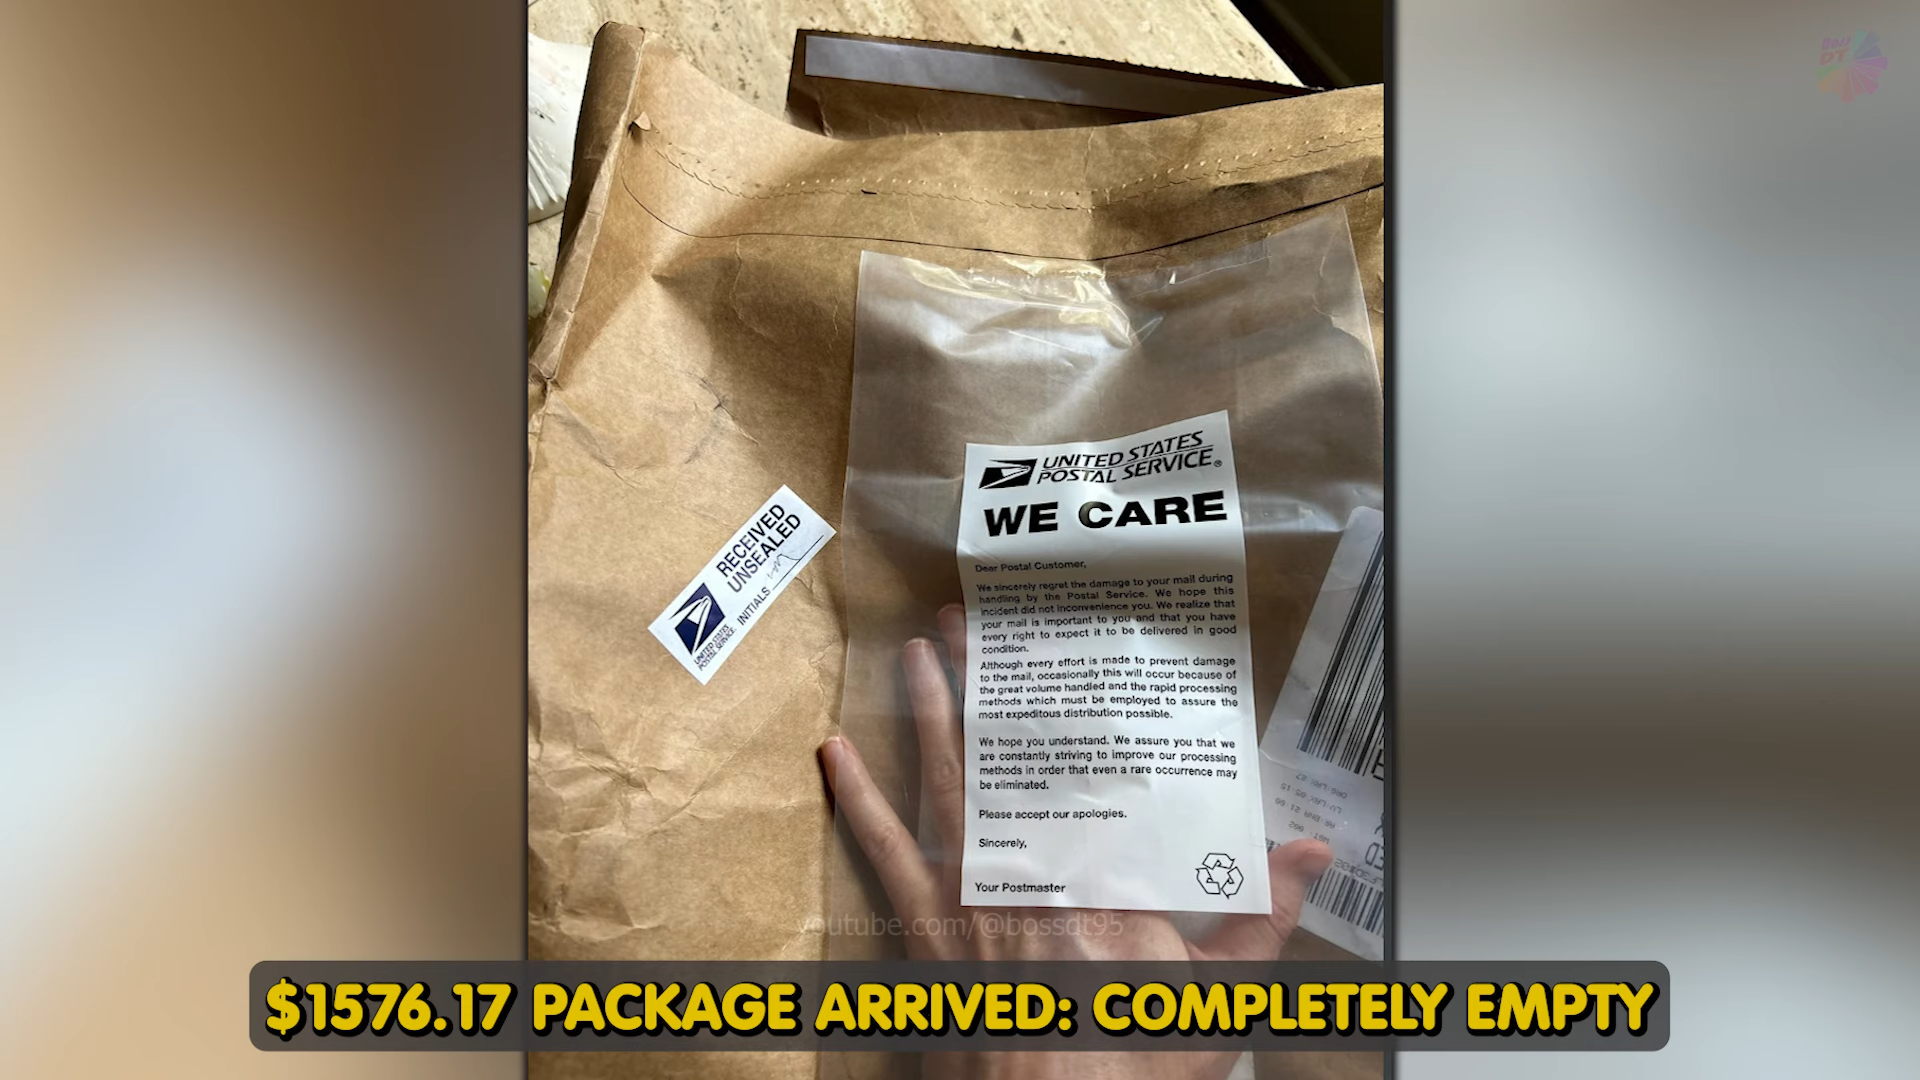 Boss
DT
UNITED STATES
POSTAL SERVICE®
WE CARE
Dear Postal Customer,
We sincerely regret the damage to your mail during
handling by the Postal Service. We hope this
incident did not inconvenience you. We realize that
your mail is important to you and that you have
every right to expect it to be delivered in good
condition.
Although every effort is made to prevent damage
to the mail, occasionally this will occur because of
the great volume handled and the rapid processing
methods which must be employed to assure the
most expeditous distribution possible.
We hope you understand. We assure you that we
are constantly striving to improve our processing
methods in order that even a rare occurrence may
be eliminated.
Please accept our apologies.
Sincerely,
Your Postmaster
RECEIVED
UNSEALED
INITIALS
UNITED STATES
POSTAL SERVICE
youtube.com/@bossdt95
$1576.17 PACKAGE ARRIVED: COMPLETELY EMPTY